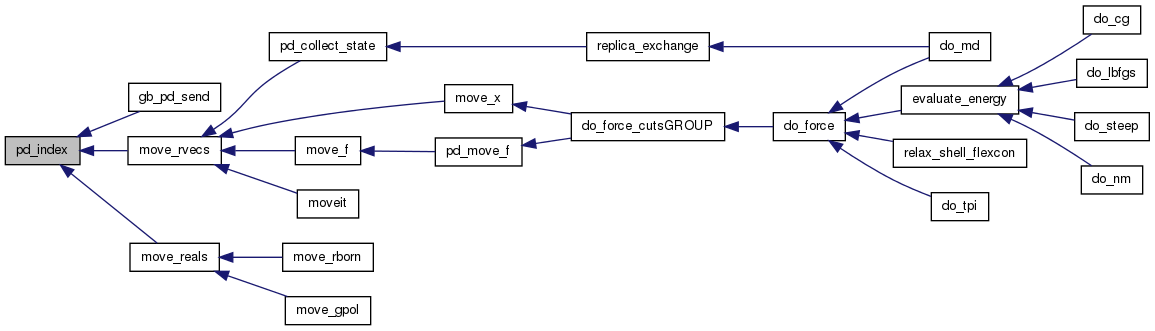 do_cg
pd_collect_state
replica_exchange
do_md
do_lbfgs
gb_pd_send
move_x
evaluate_energy
do_force_cutsGROUP
do_force
do_steep
pd_index
move_rvecs
move_f
pd_move_f
relax_shell_flexcon
do_nm
moveit
do_tpi
move_reals
move_rborn
move_gpol